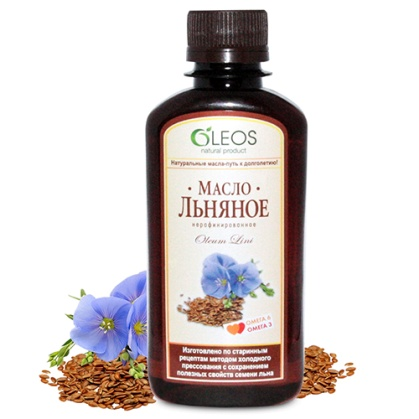 OLEOS
natural product
Натуральные масла-путь к долголетию!
• Масло •
Льняное
нерафинированное
Oleum Lini
ОМЕГА 6
ОМЕГА 3
Изготовлено по старинным
рецептам методом холодного
прессования с сохранением
полезных свойств семени льна